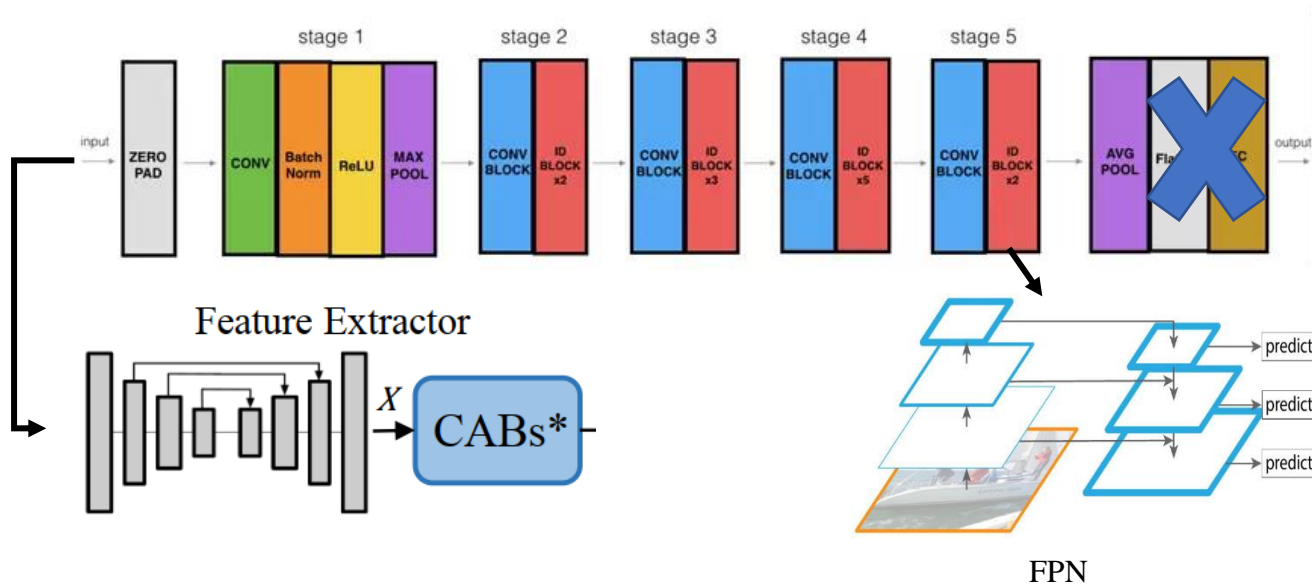 stage 1
stage 2
stage 3
stage 4
stage 5
input
ZERO
PAD
CONV
Batch
Norm
ReLU
MAX
POOL
CONV
BLOCK
ID
BLOCK
x2
CONV
BLOCK
ID
BLOCK
x3
CONV
BLOCK
ID
BLOCK
x5
CONV
BLOCK
ID
BLOCK
x2
AVG
POOL
output
Feature Extractor
X
CABs*
predict
predict
predict
FPN